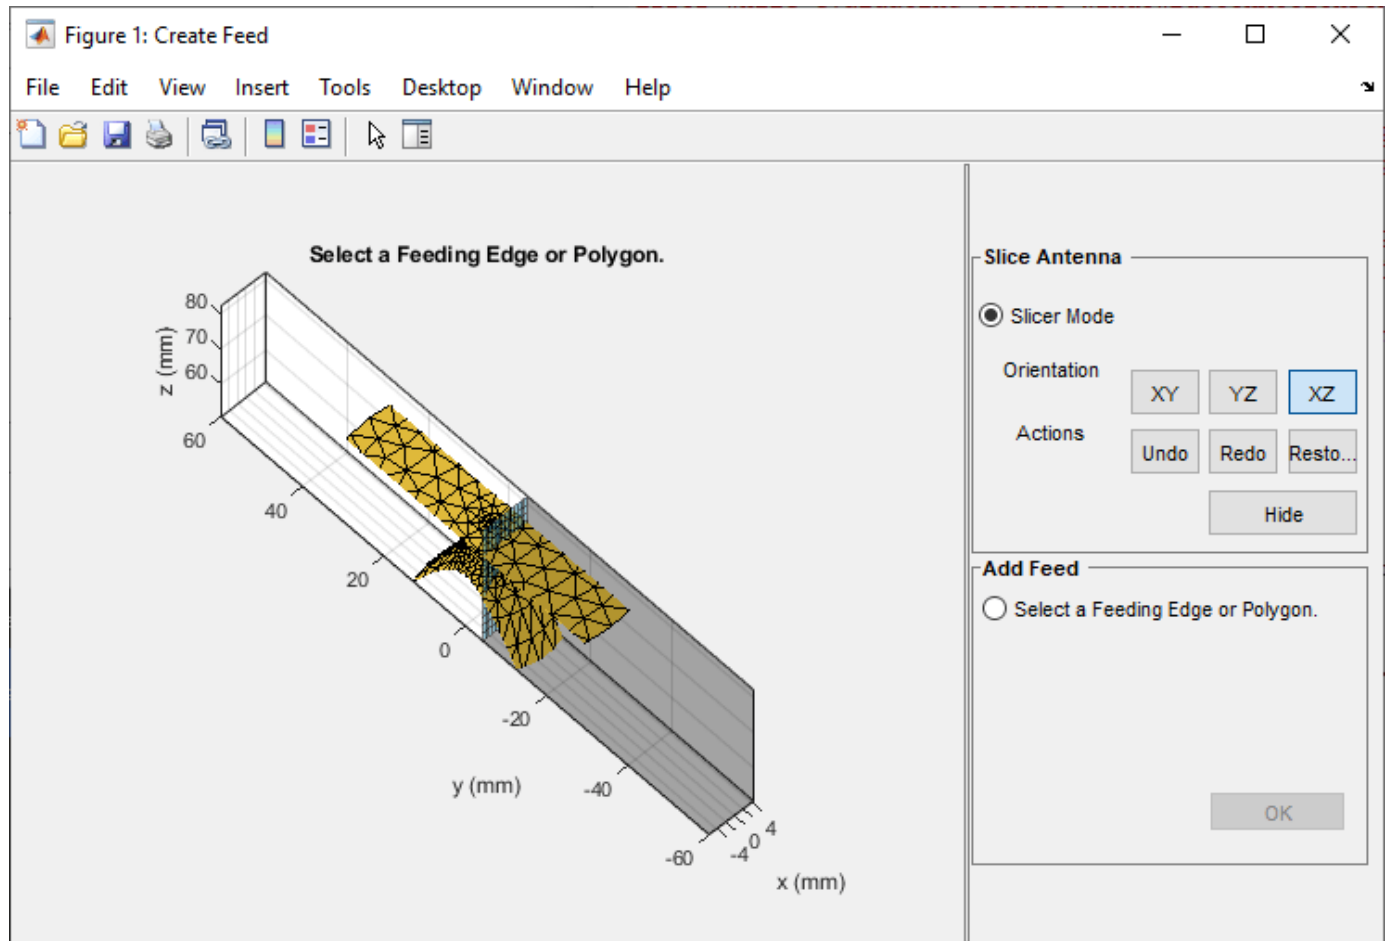 Figure 1: Create Feed
File Edit View Insert Tools Desktop Window Help
Select a Feeding Edge or Polygon.
80
70
60
z (mm)
60
40
20
0
-20
-40
-60
y (mm)
-4 0 4
x (mm)
Slice Antenna
Slicer Mode
Orientation
XY YZ XZ
Actions
Undo Redo Resto...
Hide
Add Feed
Select a Feeding Edge or Polygon.
OK